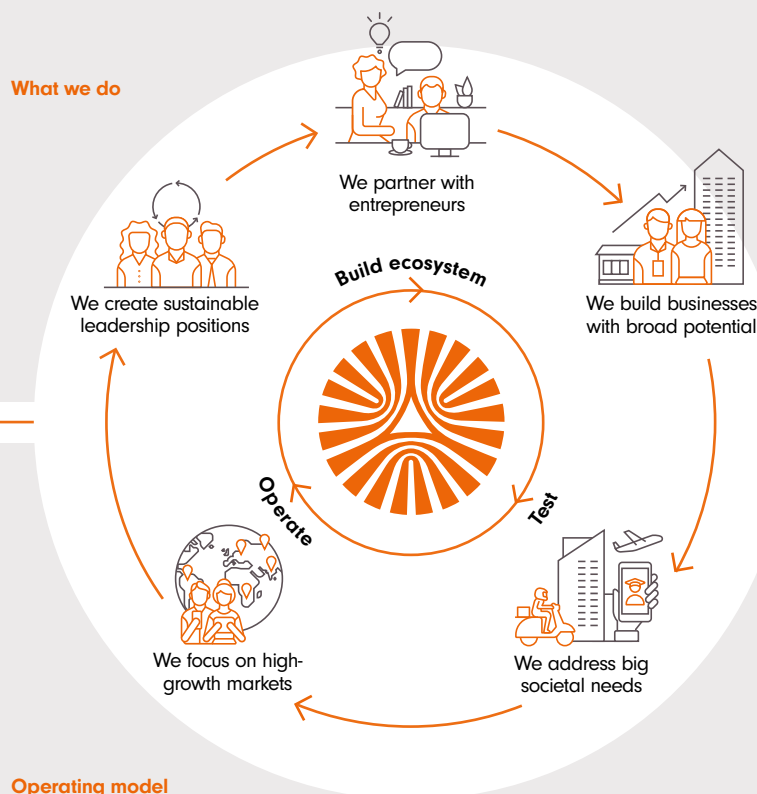 What we do
We partner with
entrepreneurs
We create sustainable
leadership positions
Build ecosystem
We build businesses
with broad potential
Operate
Test
We focus on high-
growth markets
We address big
societal needs
Operating model